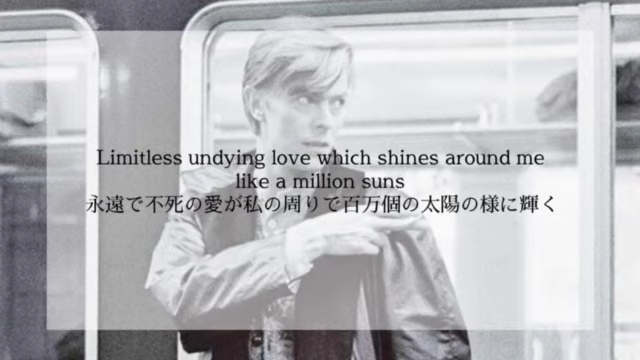 Limitless undying love which shines around me
like a million suns
永遠で不死の愛が私の周りで百万個の太陽の様に輝く